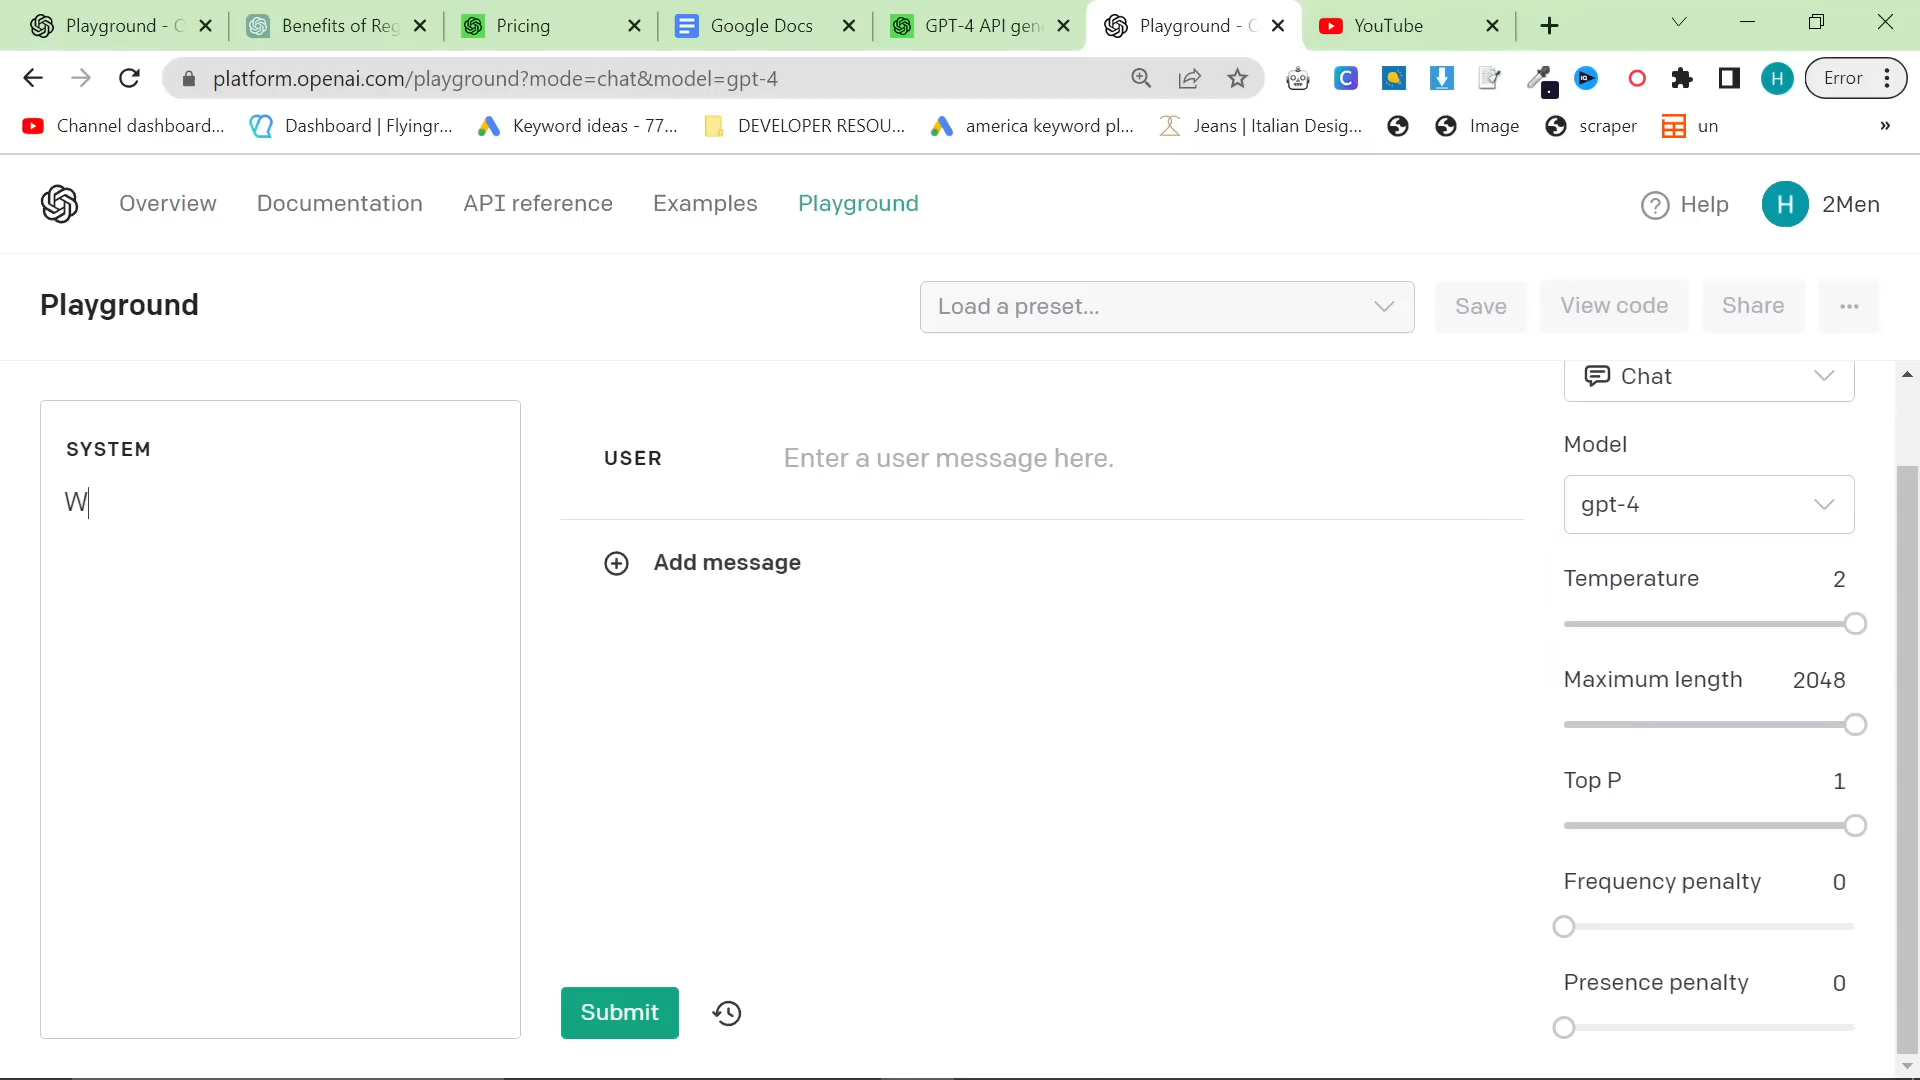 Playground - C
Benefits of Reg
Pricing
Google Docs
GPT-4 API gen
Playground - C
YouTube
platform.openai.com/playground?mode=chat&model=gpt-4
C
H
Error
Channel dashboard...
Dashboard | Flyingr...
Keyword ideas - 77...
DEVELOPER RESOU...
america keyword pl...
Jeans | Italian Desig...
Image
scraper
un
»
Overview
Documentation
API reference
Examples
Playground
? Help
H
2Men
Playground
Load a preset...
Save
View code
Share
...
Chat
SYSTEM
W
USER
Enter a user message here.
Add message
Model
gpt-4
Temperature 2
Maximum length 2048
Top P 1
Frequency penalty 0
Presence penalty 0
Submit